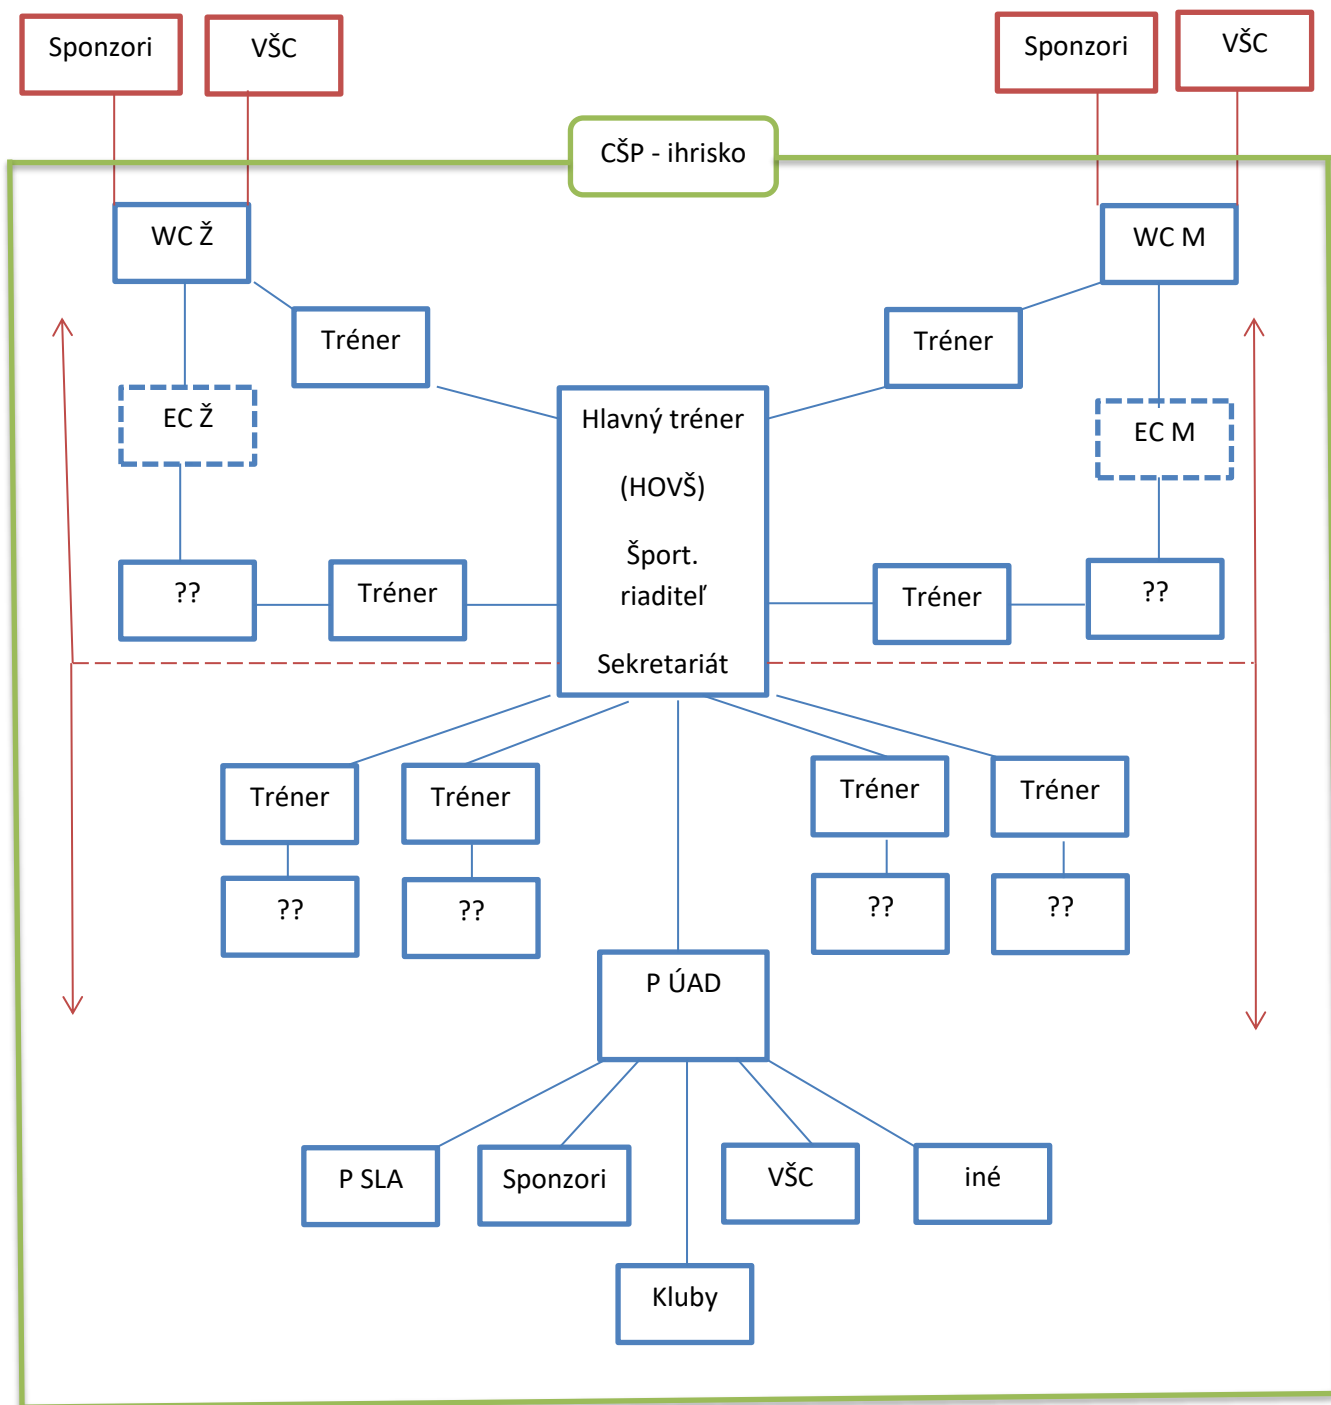 Sponzori
VŠC
Sponzori
VŠC
CŠP - ihrisko
WC Ž
WC M
Tréner
Tréner
EC Ž
Hlavný tréner
(HOVŠ)
Šport.
riaditeľ
Sekretariát
EC M
??
Tréner
Tréner
??
Tréner
Tréner
Tréner
Tréner
??
??
??
??
P ÚAD
P SLA
Sponzori
VŠC
iné
Kluby